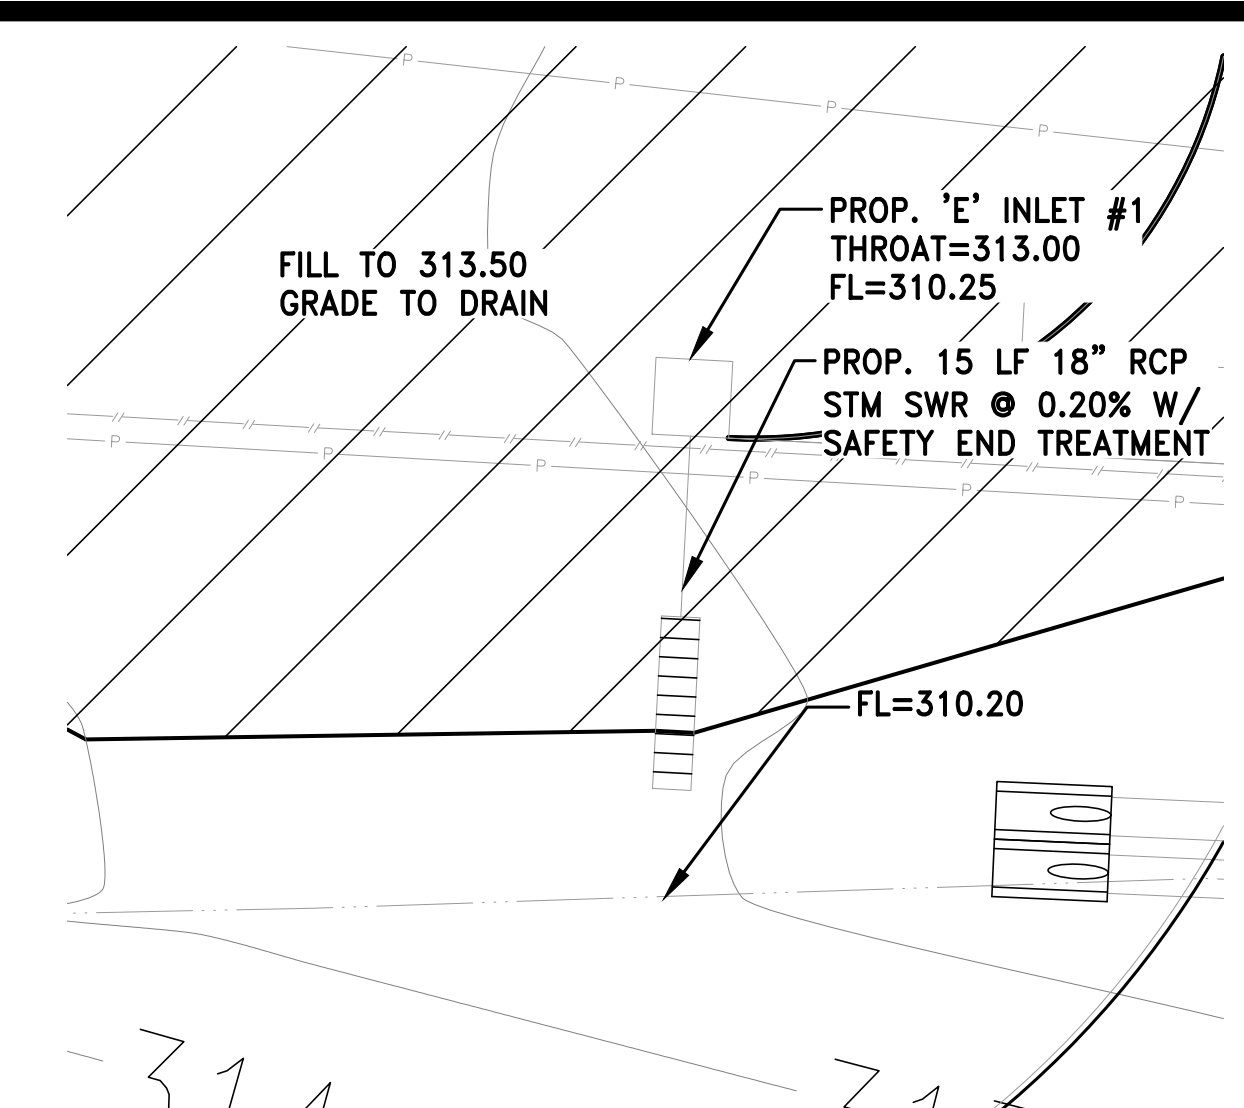 P
P
P
P
PROP. 'E' INLET #1
THROAT=313.00
FL=310.25
FILL TO 313.50
GRADE TO DRAIN
PROP. 15 LF 18" RCP
STM SWR @ 0.20% W/
SAFETY END TREATMENT
P
P
P
P
P
P
FL=310.20